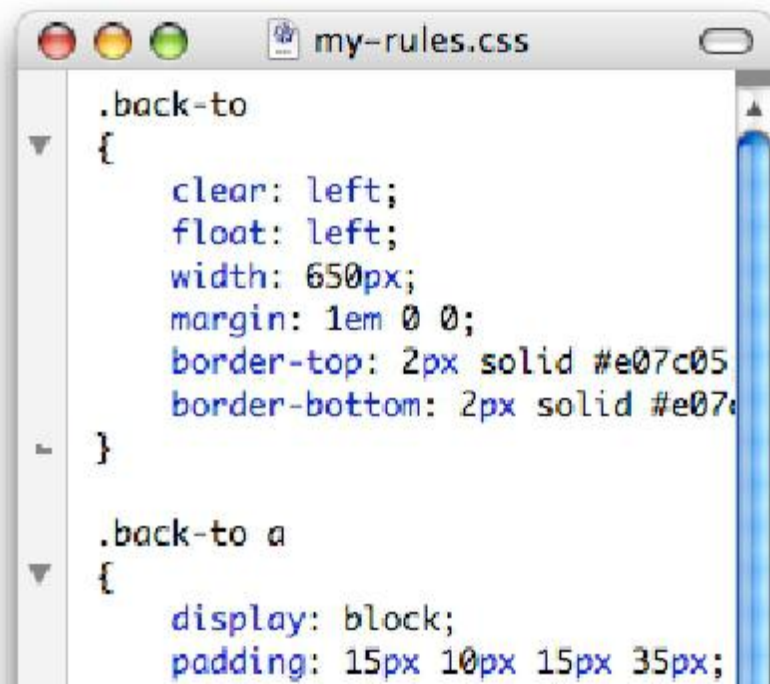 my-rules.css
.back-to
{
clear: left;
float: left;
width: 650px;
margin: 1em 0 0;
border-top: 2px solid #e07c05
border-bottom: 2px solid #e07
}
.back-to a
{
display: block;
padding: 15px 10px 15px 35px;